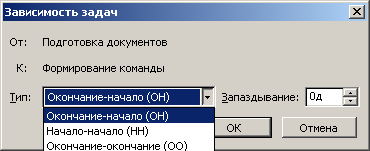 Зависимость задач
От: Подготовка документов
К: Формирование команды
Тип: Окончание-начало (ОН) Запаздывание: 0д
Окончание-начало (ОН)
Начало-начало (НН) ОК Отмена
Окончание-окончание (ОО)